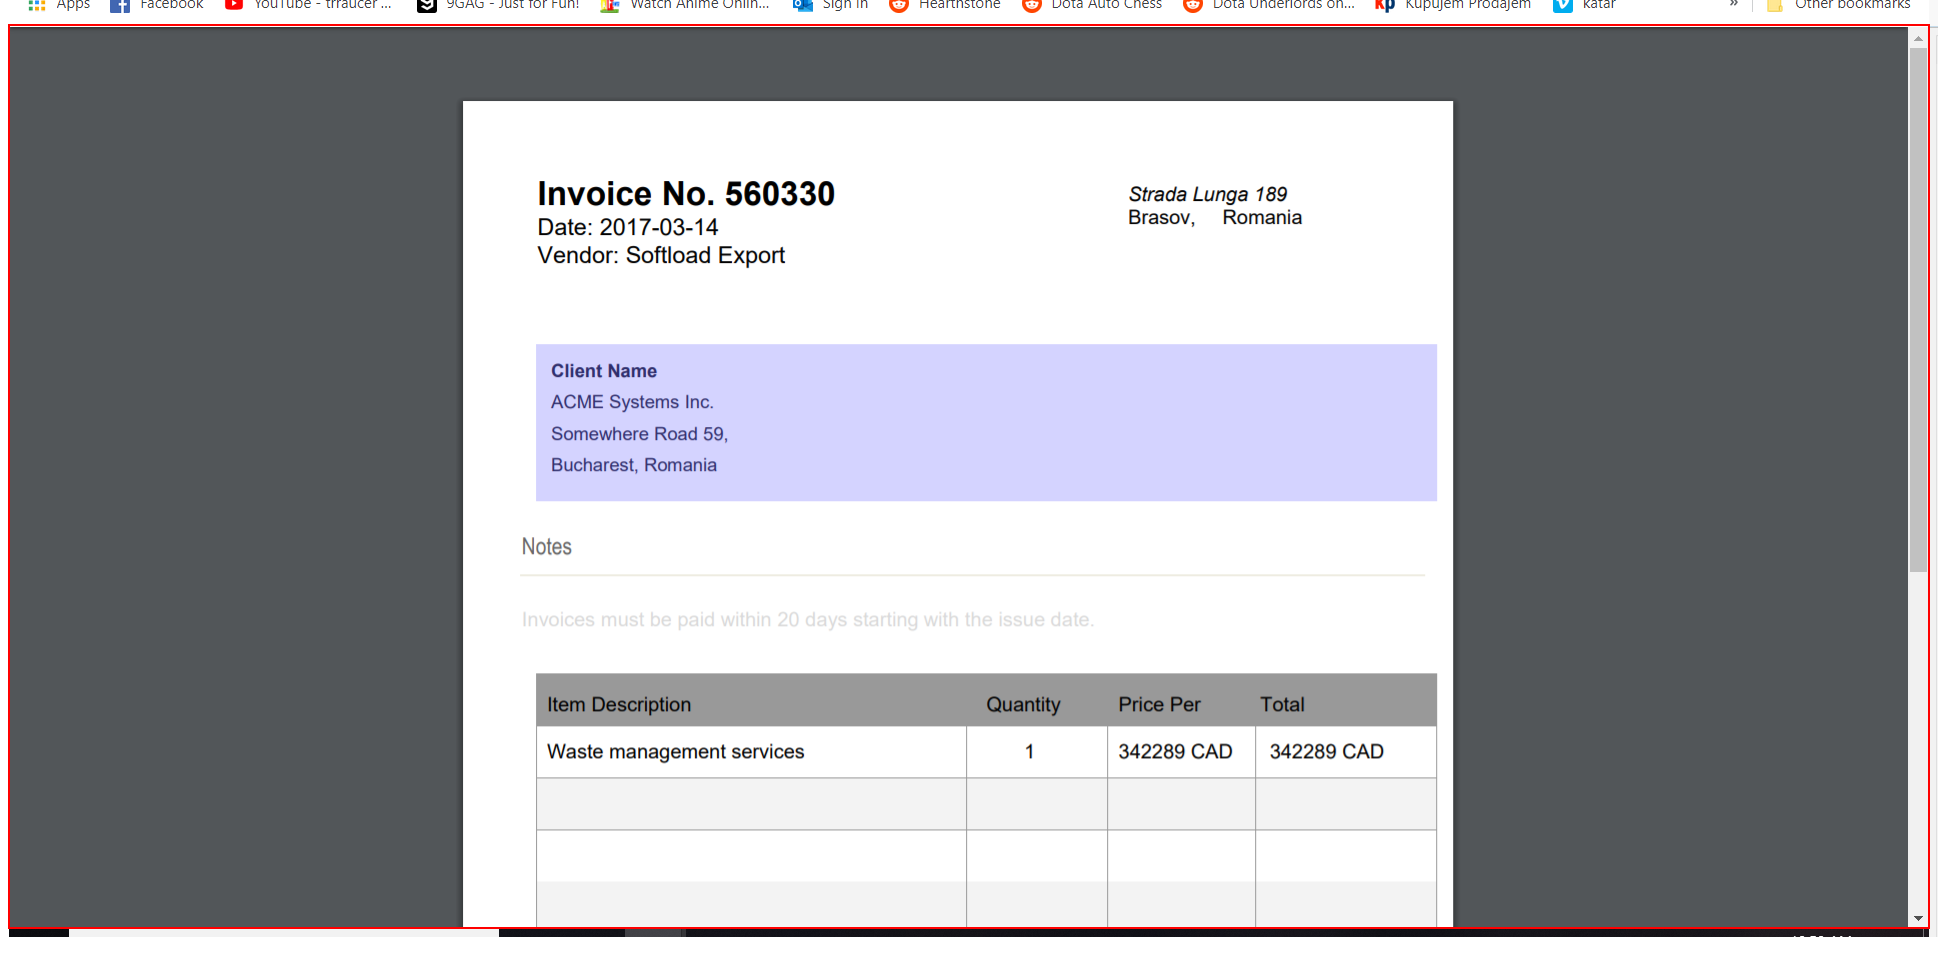 Apps Facebook YouTube - trraucer ... 9GAG - Just for Fun! Watch Anime Onlin... Sign In Hearthstone Dota Auto Chess Dota Underlords on... Kupujem Prodajem katar » Other bookmarks
Invoice No. 560330
Date: 2017-03-14
Vendor: Softload Export
Strada Lunga 189
Brasov, Romania
Client Name
ACME Systems Inc.
Somewhere Road 59,
Bucharest, Romania
Notes
Invoices must be paid within 20 days starting with the issue date.
Item Description Quantity Price Per Total
Waste management services 1 342289 CAD 342289 CAD